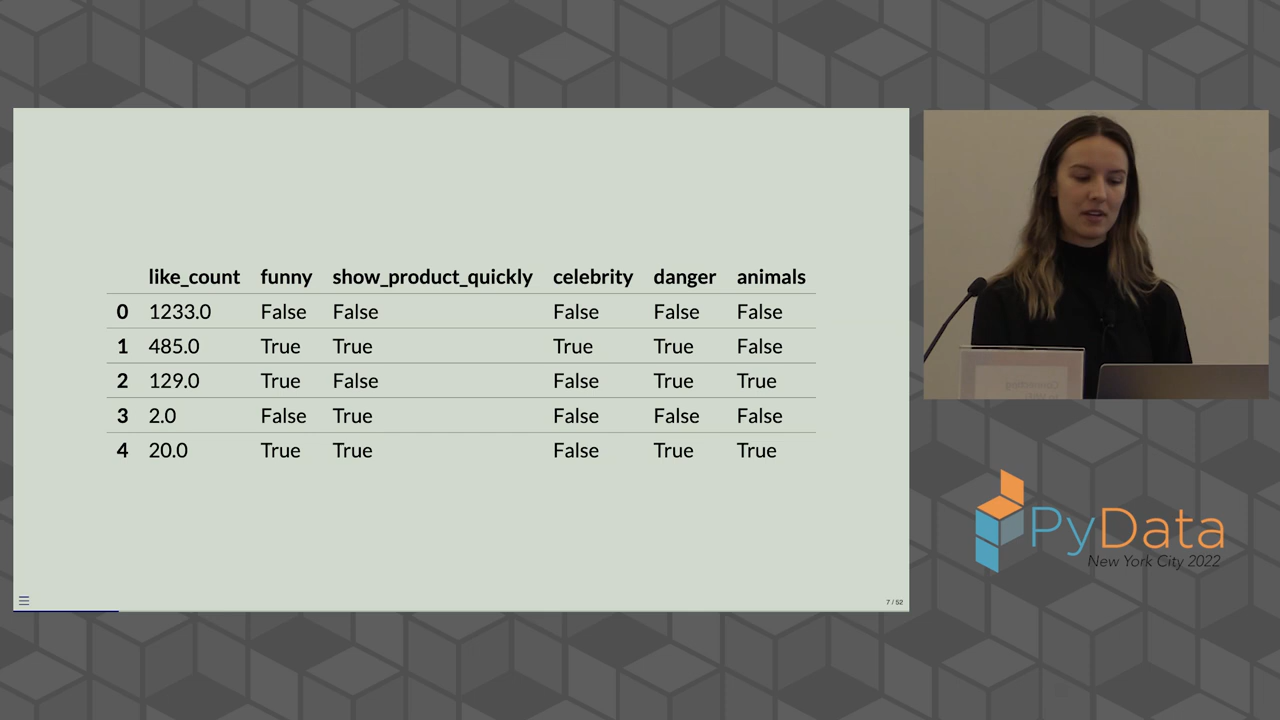 like_count funny show_product_quickly celebrity danger animals
0 1233.0 False False False False False
1 485.0 True True True True False
2 129.0 True False False True True
3 2.0 False True False False False
4 20.0 True True False True True
7 / 52
PyData
New York City 2022